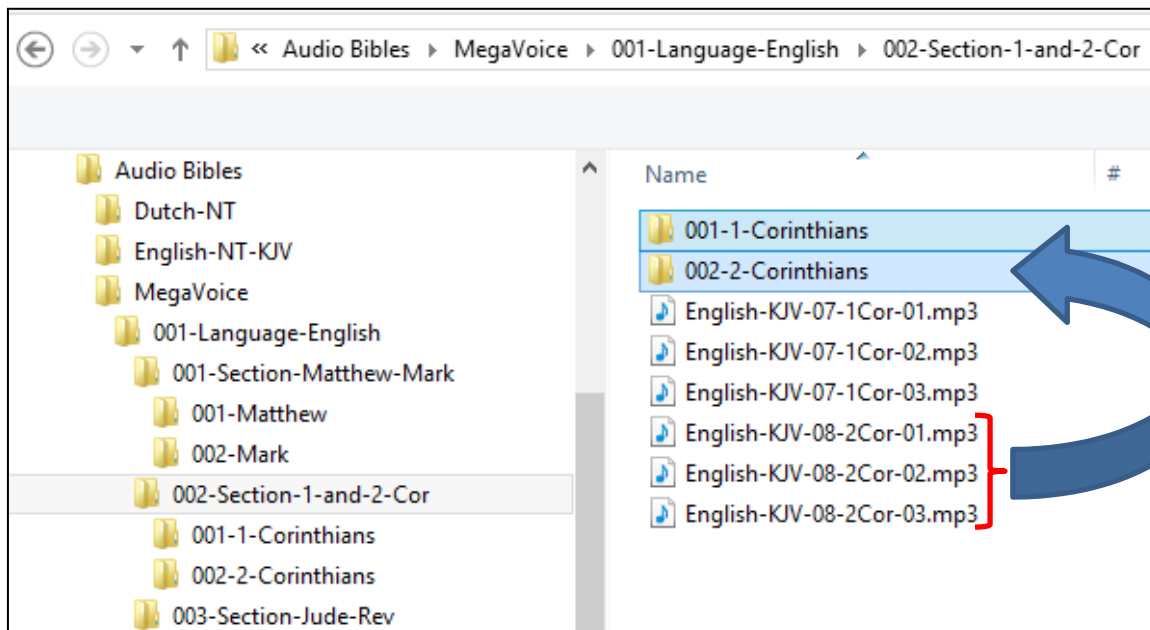 « Audio Bibles MegaVoice 001-Language-English 002-Section-1-and-2-Cor
Audio Bibles
Dutch-NT
English-NT-KJV
MegaVoice
001-Language-English
001-Section-Matthew-Mark
001-Matthew
002-Mark
002-Section-1-and-2-Cor
001-1-Corinthians
002-2-Corinthians
003-Section-Jude-Rev
Name #
001-1-Corinthians
002-2-Corinthians
English-KJV-07-1Cor-01.mp3
English-KJV-07-1Cor-02.mp3
English-KJV-07-1Cor-03.mp3
English-KJV-08-2Cor-01.mp3
English-KJV-08-2Cor-02.mp3
English-KJV-08-2Cor-03.mp3